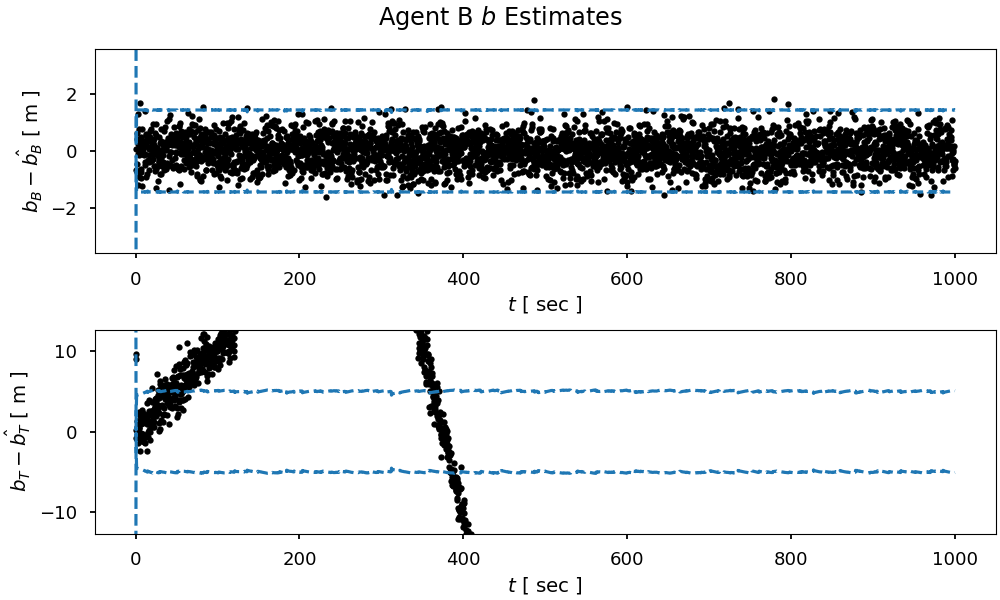 Agent B b Estimates
2
0
−2
b_B − b̂_B [ m ]
0 200 400 600 800 1000
t [ sec ]
10
0
−10
b_T − b̂_T [ m ]
0 200 400 600 800 1000
t [ sec ]